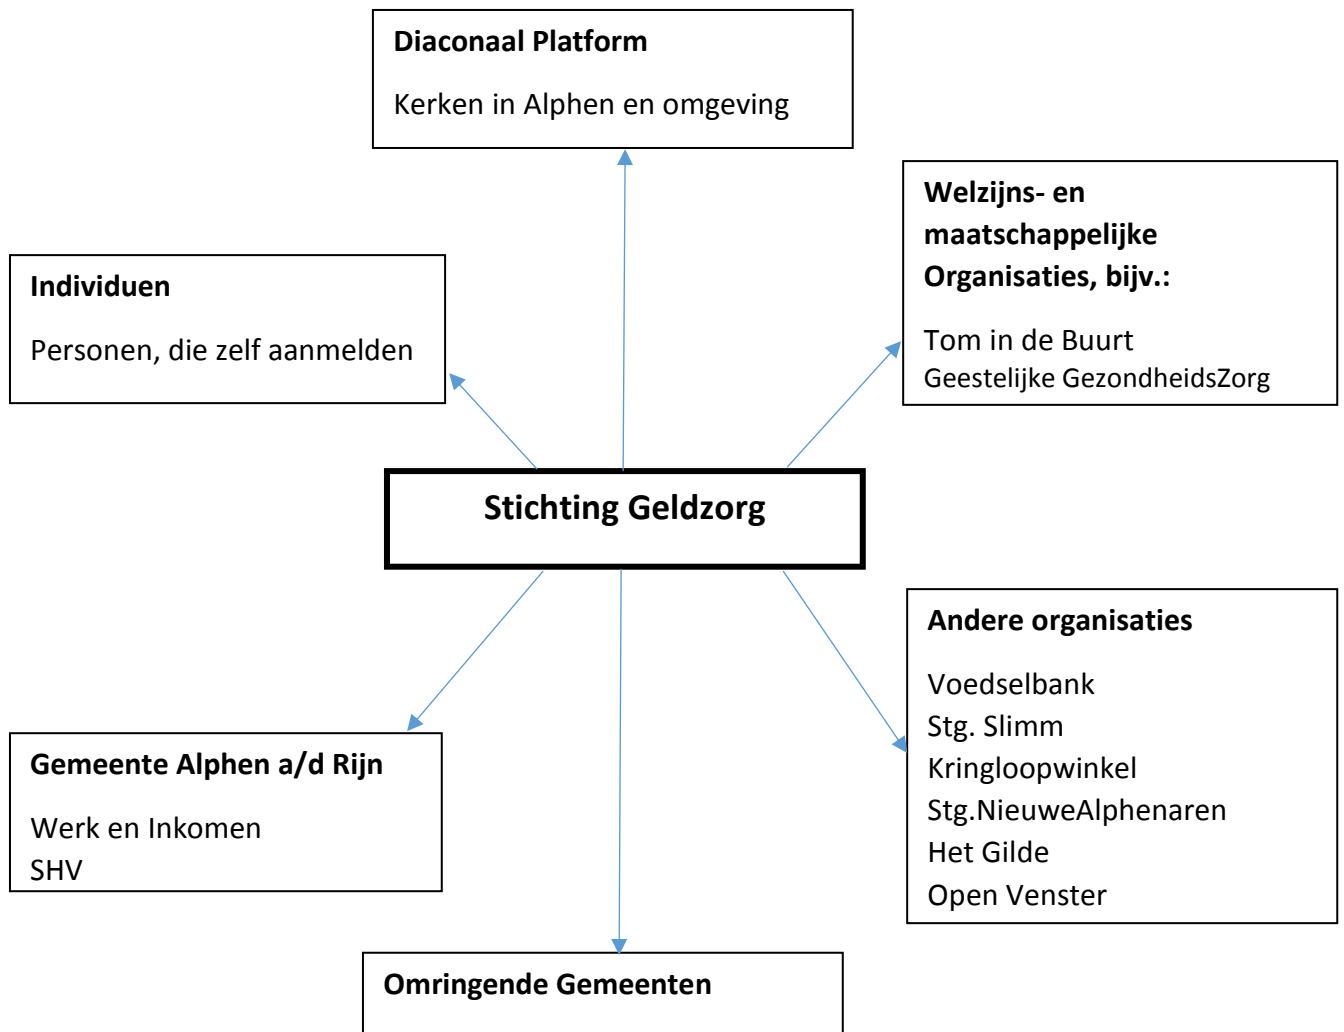 Diaconaal Platform
Kerken in Alphen en omgeving
Welzijns- en
maatschappelijke
Organisaties, bijv.:
Tom in de Buurt
Geestelijke GezondheidsZorg
Individuen
Personen, die zelf aanmelden
Stichting Geldzorg
Andere organisaties
Voedselbank
Stg. Slimm
Kringloopwinkel
Stg.NieuweAlphenaren
Het Gilde
Open Venster
Gemeente Alphen a/d Rijn
Werk en Inkomen
SHV
Omringende Gemeenten